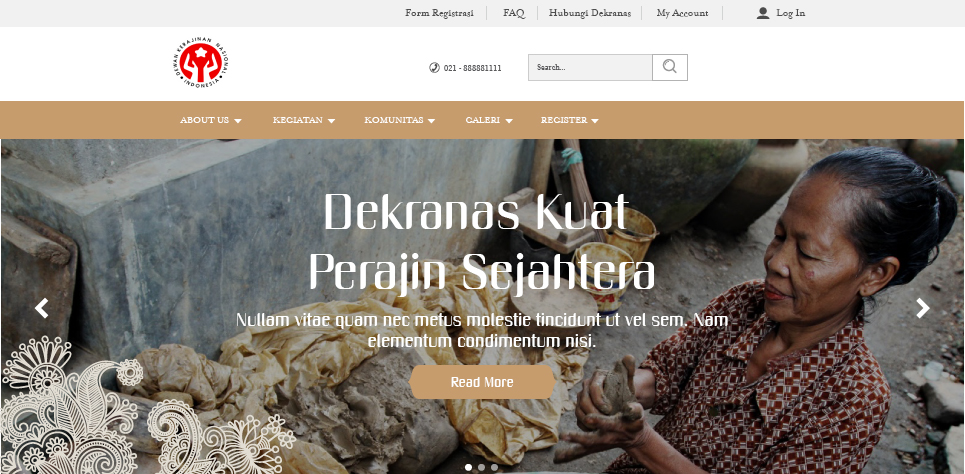 Form Registrasi
FAQ
Hubungi Dekranas
My Account
Log In
DEWAN KERAJINAN NASIONAL
INDONESIA
021 - 888881111
Search...
ABOUT US
KEGIATAN
KOMUNITAS
GALERI
REGISTER
Dekranas Kuat
Perajin Sejahtera
Nullam vitae quam nec metus molestie tincidunt ut vel sem. Nam
elementum condimentum nisi.
Read More